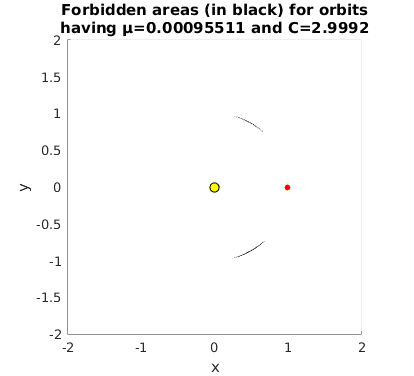 Forbidden areas (in black) for orbits
having μ=0.00095511 and C=2.9992
2
1.5
1
0.5
0
-0.5
-1
-1.5
-2
y
-2 -1 0 1 2
x